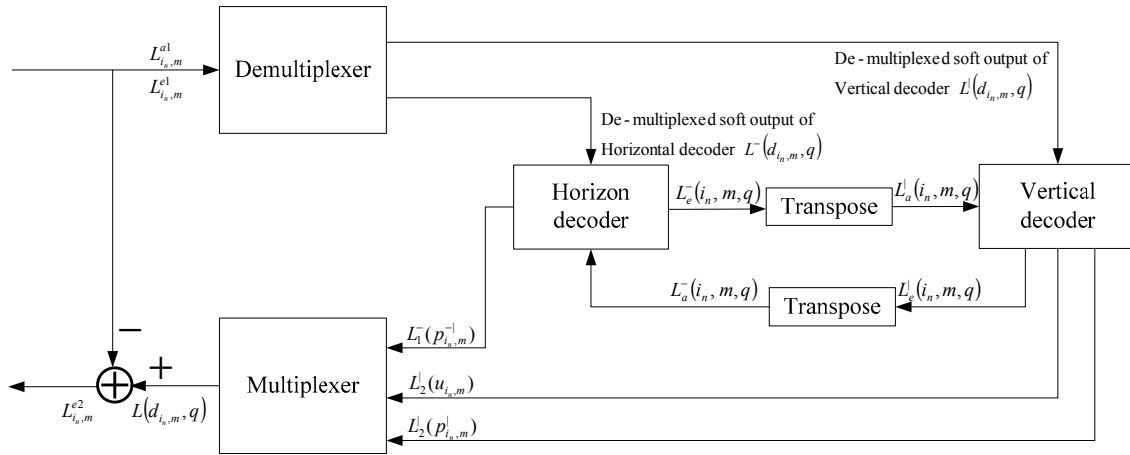 L^{a1}_{i_n,m}
L^{e1}_{i_n,m}
Demultiplexer
De - multiplexed soft output of
Vertical decoder L^|(d_{i_n,m},q)
De - multiplexed soft output of
Horizontal decoder L^-(d_{i_n,m},q)
Horizon
decoder
L^-_e(i_n,m,q)
Transpose
L^|_a(i_n,m,q)
Vertical
decoder
L^-_a(i_n,m,q)
Transpose
L^|_e(i_n,m,q)
−
+
L^{e2}_{i_n,m}
L(d_{i_n,m},q)
Multiplexer
L^-_1(p^{-|}_{i_n,m})
L^|_2(u_{i_n,m})
L^|_2(p^|_{i_n,m})